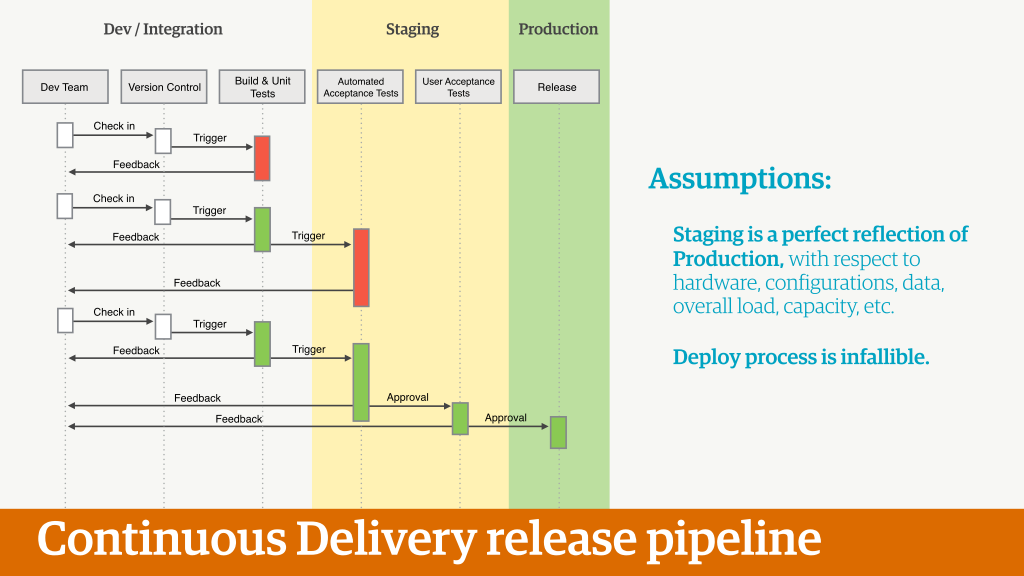 Dev / Integration
Staging
Production
Dev Team
Version Control
Build & Unit
Tests
Automated
Acceptance Tests
User Acceptance
Tests
Release
Check in
Trigger
Feedback
Check in
Trigger
Feedback
Trigger
Feedback
Check in
Trigger
Feedback
Trigger
Feedback
Approval
Feedback
Approval
Assumptions:
Staging is a perfect reflection of
Production, with respect to
hardware, configurations, data,
overall load, capacity, etc.
Deploy process is infallible.
Continuous Delivery release pipeline